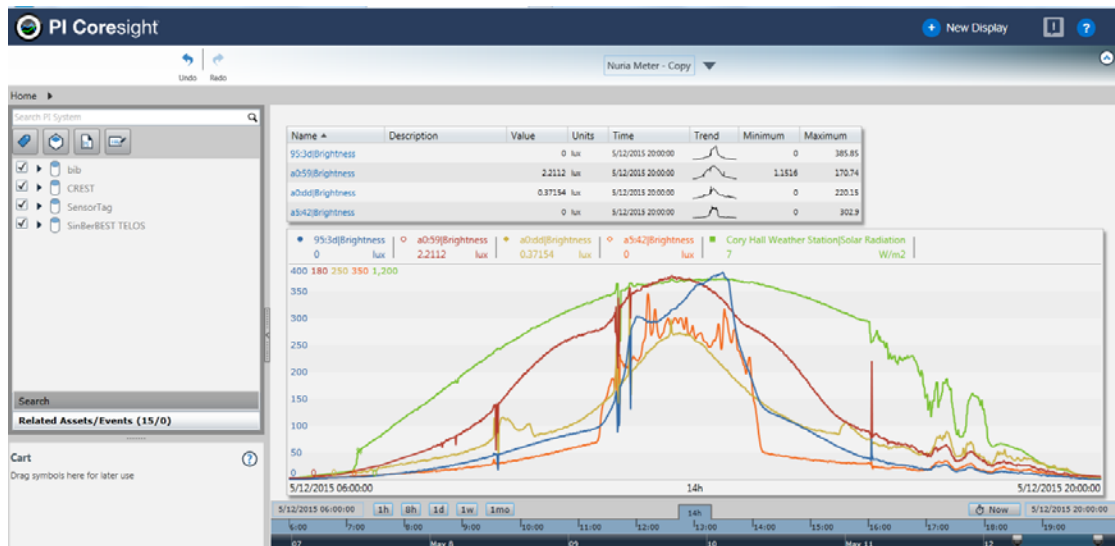 PI Coresight
New Display
Undo Redo
Nuria Meter - Copy
Home
Search PI System
bib
CREST
SensorTag
SinBerBEST TELOS
Search
Related Assets/Events (15/0)
Cart
Drag symbols here for later use
Name Description Value Units Time Trend Minimum Maximum
95:3d|Brightness 0 lux 5/12/2015 20:00:00 0 385.85
a0:59|Brightness 2.2112 lux 5/12/2015 20:00:00 1.1516 170.74
a0:dd|Brightness 0.37154 lux 5/12/2015 20:00:00 0 220.15
a5:42|Brightness 0 lux 5/12/2015 20:00:00 0 302.9
95:3d|Brightness a0:59|Brightness a0:dd|Brightness a5:42|Brightness Cory Hall Weather Station|Solar Radiation
0 lux 2.2112 lux 0.37154 lux 0 lux 7 W/m2
400 180 250 350 1,200
350
300
250
200
150
100
50
0 0
5/12/2015 06:00:00 14h 5/12/2015 20:00:00
5/12/2015 06:00:00 1h 8h 1d 1w 1mo 14h Now 5/12/2015 20:00:00
6:00 7:00 8:00 9:00 10:00 11:00 12:00 13:00 14:00 15:00 16:00 17:00 18:00 19:00
07 May 8 09 10 May 11 12